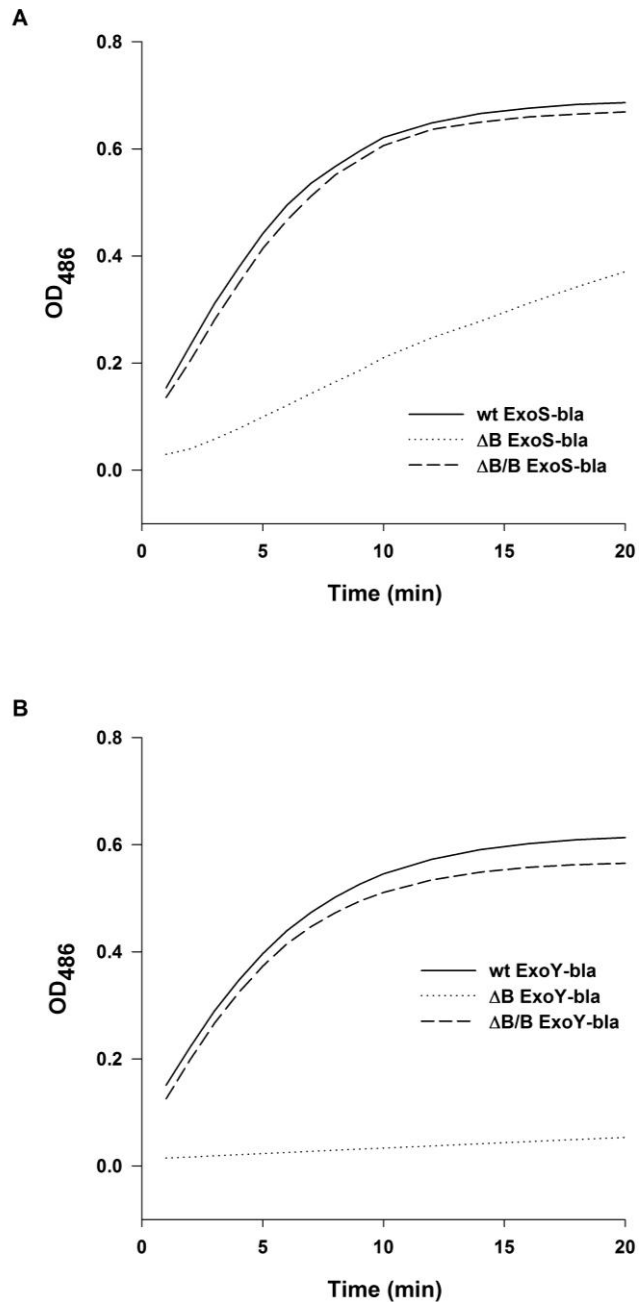 A
0.8
0.6
0.4
0.2
0.0
OD486
wt ExoS-bla
ΔB ExoS-bla
ΔB/B ExoS-bla
0 5 10 15 20
Time (min)
B
0.8
0.6
0.4
0.2
0.0
OD486
wt ExoY-bla
ΔB ExoY-bla
ΔB/B ExoY-bla
0 5 10 15 20
Time (min)